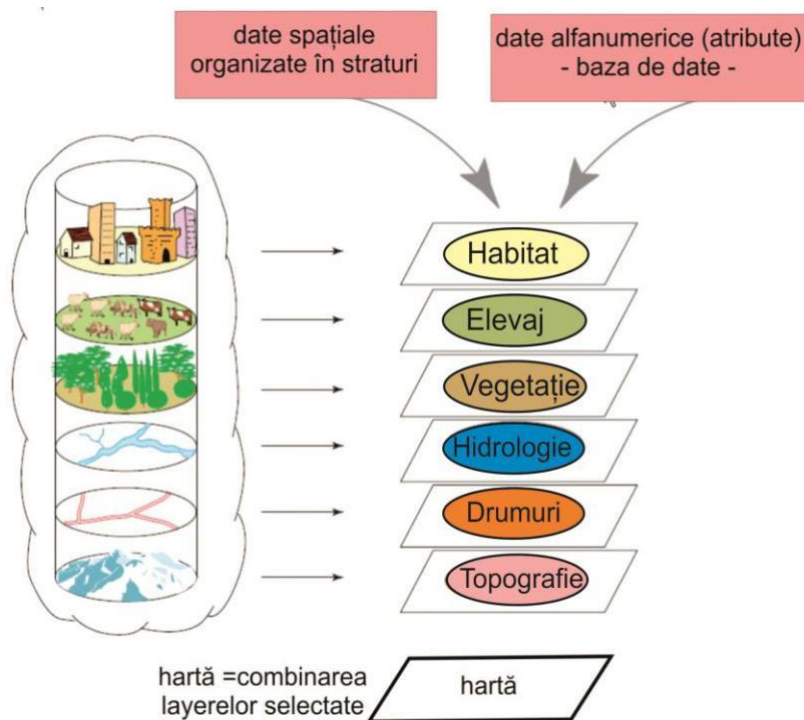 date spațiale
organizate în straturi
date alfanumerice (atribute)
- baza de date -
Habitat
Elevaj
Vegetație
Hidrologie
Drumuri
Topografie
hartă =combinarea
layerelor selectate
hartă